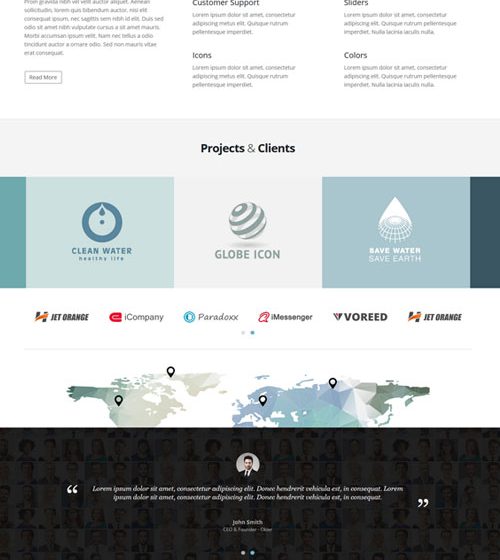 Proin gravida nibh vel velit auctor aliquet. Aenean
lorem quis bibendum auctor, nisi elit consequat
ipsum, nec sagittis sem nibh id elit. Duis sed odio
sit amet nibh vulputate cursus a sit amet mauris.
Morbi accumsan ipsum velit. Nam nec tellus a odio
tincidunt auctor a ornare odio. Sed non mauris vitae
erat consequat.
Read More
Customer Support
Lorem ipsum dolor sit amet, consectetur
adipiscing metus elit. Quisque rutrum
pellentesque imperdiet.
Sliders
Lorem ipsum dolor sit amet, consectetur
adipiscing elit. Quisque rutrum pellentesque
imperdiet. Nulla lacinia iaculis nulla.
Icons
Lorem ipsum dolor sit amet, consectetur
adipiscing metus elit. Quisque rutrum
pellentesque imperdiet.
Colors
Lorem ipsum dolor sit amet, consectetur
adipiscing elit. Quisque rutrum pellentesque
imperdiet. Nulla lacinia iaculis nulla.
Projects & Clients
CLEAN WATER
healthy life
GLOBE ICON
SAVE WATER
SAVE EARTH
JET ORANGE
iCompany
Paradoxx
iMessenger
VOREED
JET ORANGE
“ Lorem ipsum dolor sit amet, consectetur adipiscing elit. Donec hendrerit vehicula est, in consequat. Lorem
ipsum dolor sit amet, consectetur adipiscing elit. Donec hendrerit vehicula est, in consequat. ”
John Smith
CEO & Founder - Okler